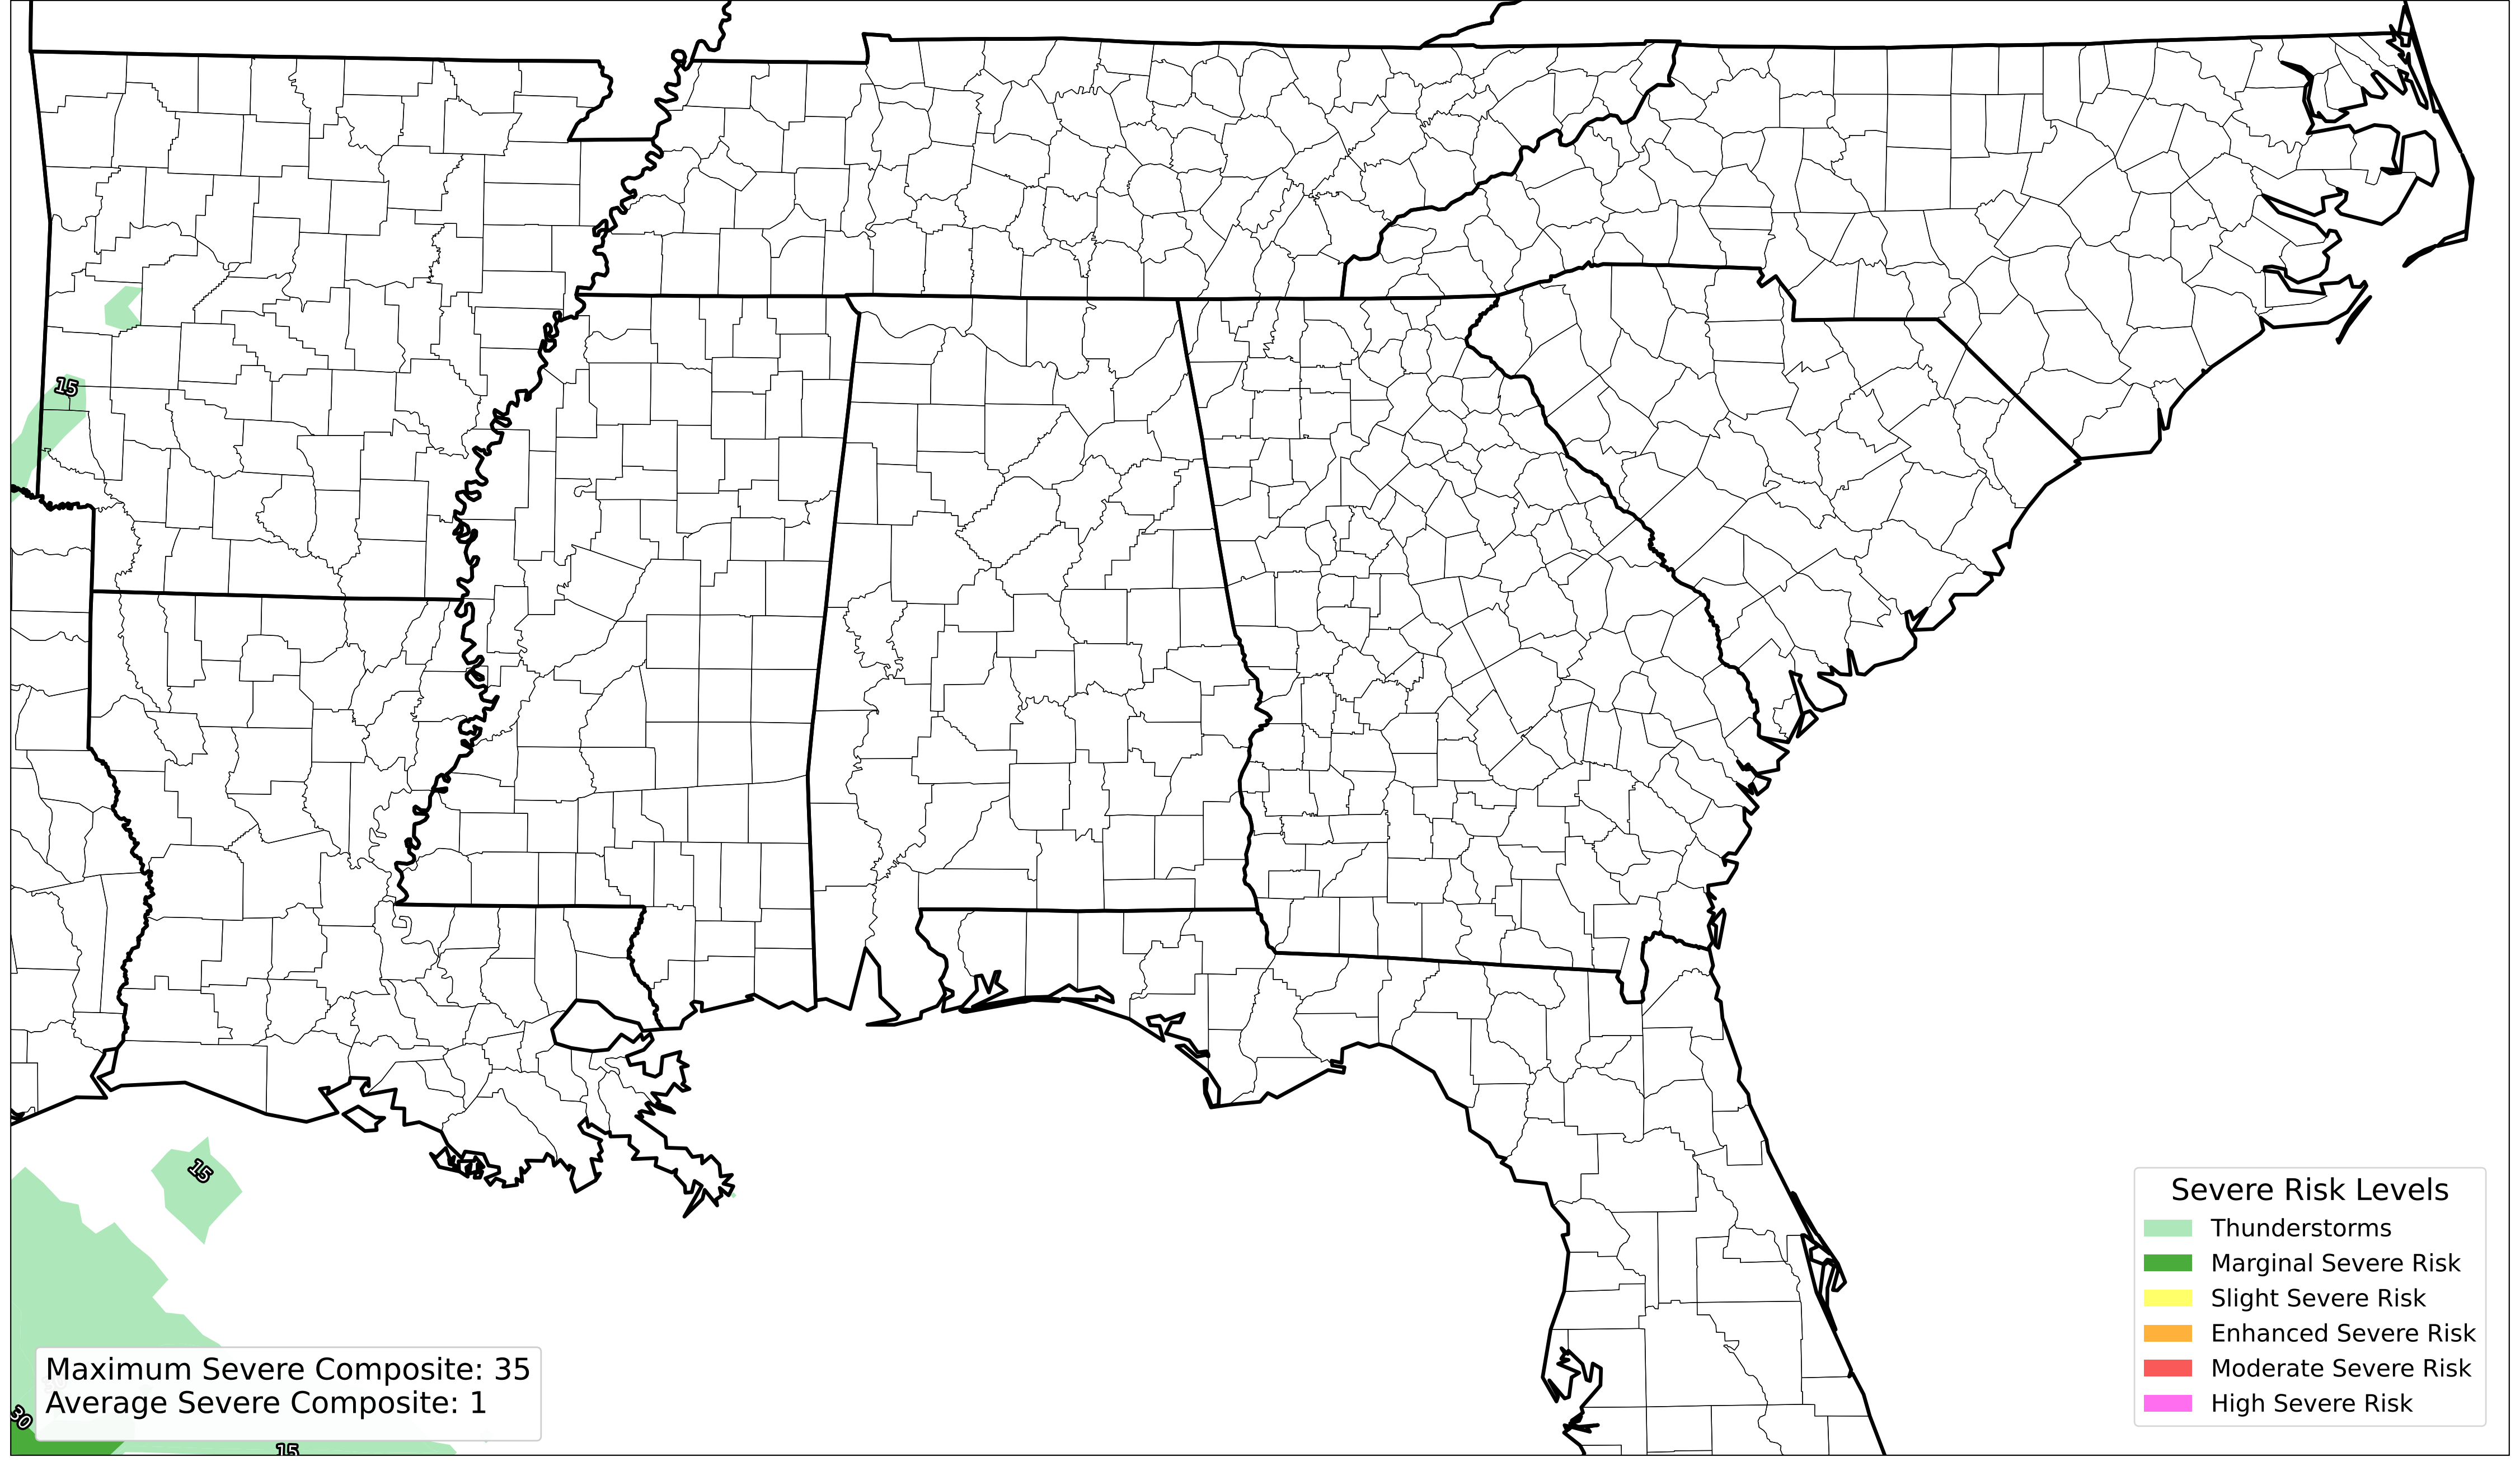 15
15
Severe Risk Levels
Thunderstorms
Marginal Severe Risk
Slight Severe Risk
Enhanced Severe Risk
Moderate Severe Risk
High Severe Risk
Maximum Severe Composite: 35
Average Severe Composite: 1
30
15